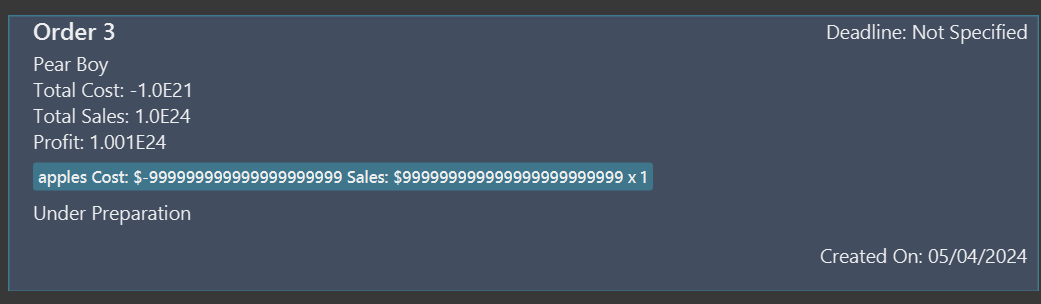 Order 3
Deadline: Not Specified
Pear Boy
Total Cost: -1.0E21
Total Sales: 1.0E24
Profit: 1.001E24
apples Cost: $-999999999999999999999 Sales: $999999999999999999999999 x 1
Under Preparation
Created On: 05/04/2024